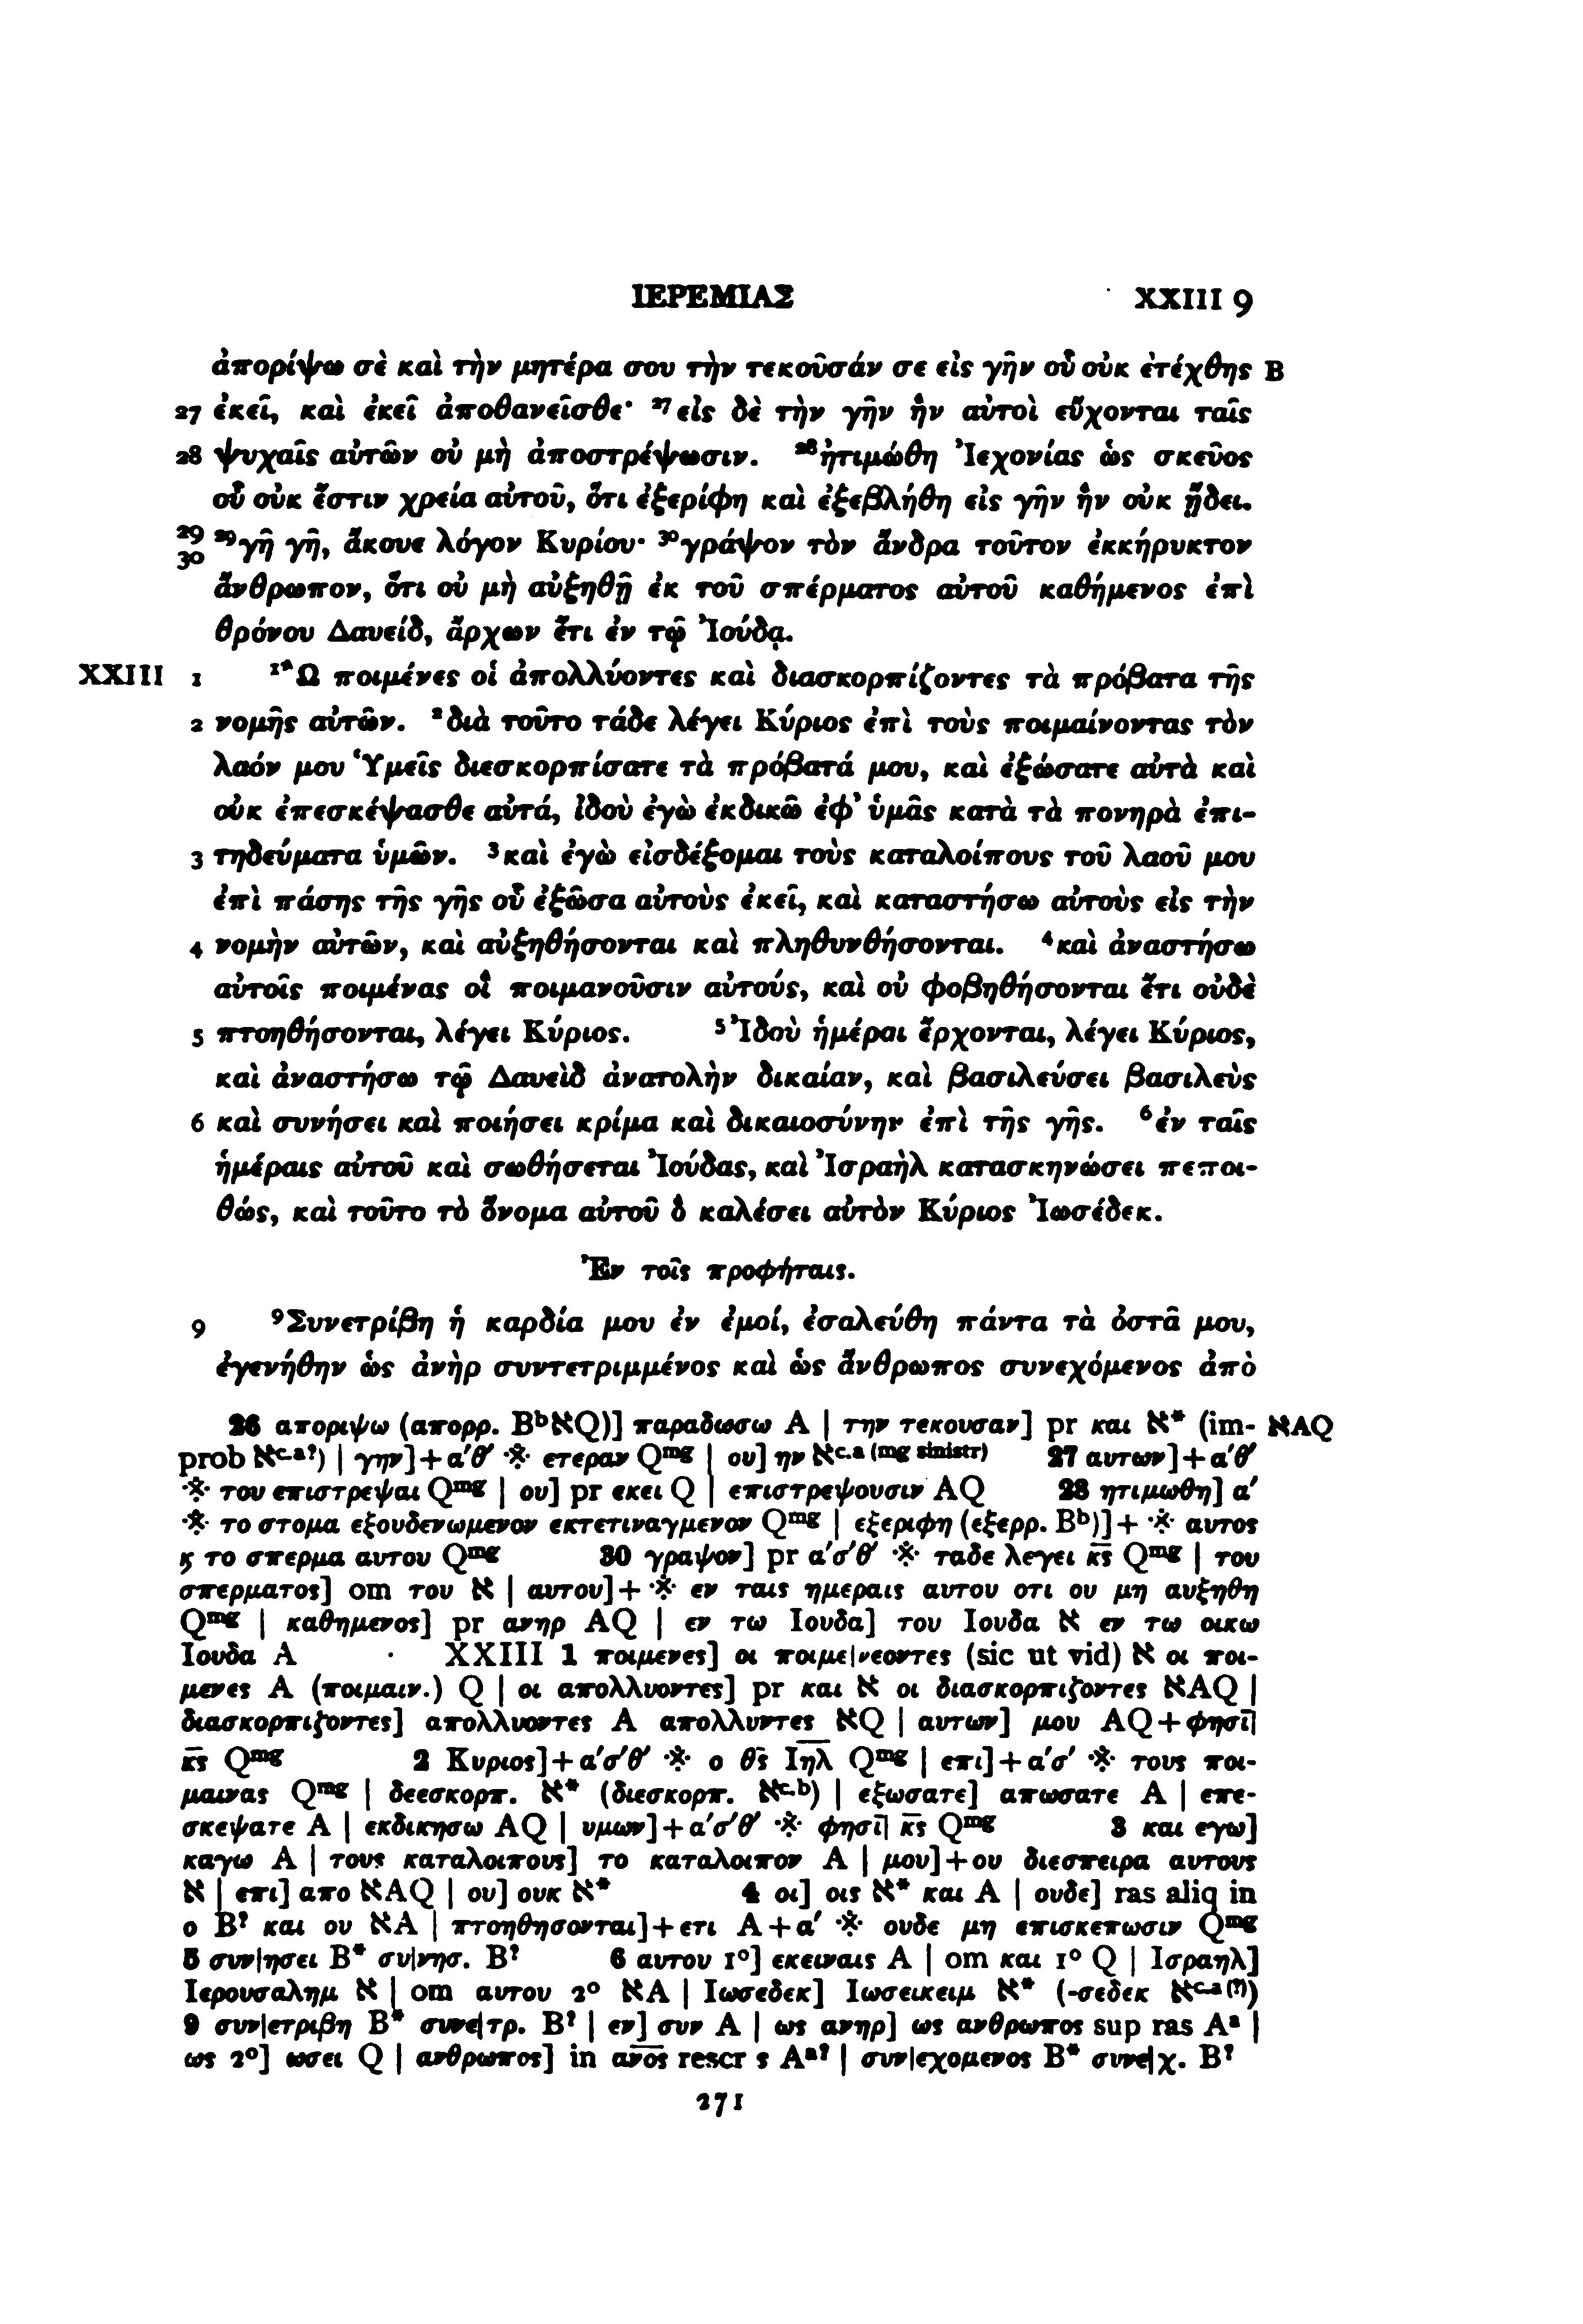 ΙΕΡΕΜΙΑΣ XXIII 9
ἀπορίψω σὲ καὶ τὴν μητέρα σου τὴν τεκοῦσάν σε εἰς γῆν οὗ οὐκ ἐτέχθης B
27 ἐκεῖ, καὶ ἐκεῖ ἀποθανεῖσθε· ²⁷εἰς δὲ τὴν γῆν ἣν αὐτοὶ εὔχονται ταῖς
28 ψυχαῖς αὐτῶν οὐ μὴ ἀποστρέψωσιν. ²⁸ἠτιμώθη Ἰεχονίας ὡς σκεῦος
οὗ οὐκ ἔστιν χρεία αὐτοῦ, ὅτι ἐξερίφη καὶ ἐξεβλήθη εἰς γῆν ἣν οὐκ ᾔδει.
29 30 ²⁹γῆ γῆ, ἄκουε λόγον Κυρίου· ³⁰γράψον τὸν ἄνδρα τοῦτον ἐκκήρυκτον
ἄνθρωπον, ὅτι οὐ μὴ αὐξηθῇ ἐκ τοῦ σπέρματος αὐτοῦ καθήμενος ἐπὶ
θρόνου Δαυείδ, ἄρχων ἔτι ἐν τῷ Ἰούδᾳ.
XXIII 1 ¹Ὦ ποιμένες οἱ ἀπολλύοντες καὶ διασκορπίζοντες τὰ πρόβατα τῆς
2 νομῆς αὐτῶν. ²διὰ τοῦτο τάδε λέγει Κύριος ἐπὶ τοὺς ποιμαίνοντας τὸν
λαόν μου Ὑμεῖς διεσκορπίσατε τὰ πρόβατά μου, καὶ ἐξώσατε αὐτὰ καὶ
οὐκ ἐπεσκέψασθε αὐτά, ἰδοὺ ἐγὼ ἐκδικῶ ἐφ᾽ ὑμᾶς κατὰ τὰ πονηρὰ ἐπι-
3 τηδεύματα ὑμῶν. ³καὶ ἐγὼ εἰσδέξομαι τοὺς καταλοίπους τοῦ λαοῦ μου
ἐπὶ πάσης τῆς γῆς οὗ ἐξῶσα αὐτοὺς ἐκεῖ, καὶ καταστήσω αὐτοὺς εἰς τὴν
4 νομὴν αὐτῶν, καὶ αὐξηθήσονται καὶ πληθυνθήσονται. ⁴καὶ ἀναστήσω
αὐτοῖς ποιμένας οἳ ποιμανοῦσιν αὐτούς, καὶ οὐ φοβηθήσονται ἔτι οὐδὲ
5 πτοηθήσονται, λέγει Κύριος. ⁵Ἰδοὺ ἡμέραι ἔρχονται, λέγει Κύριος,
καὶ ἀναστήσω τῷ Δαυεὶδ ἀνατολὴν δικαίαν, καὶ βασιλεύσει βασιλεὺς
6 καὶ συνήσει καὶ ποιήσει κρίμα καὶ δικαιοσύνην ἐπὶ τῆς γῆς. ⁶ἐν ταῖς
ἡμέραις αὐτοῦ καὶ σωθήσεται Ἰούδας, καὶ Ἰσραὴλ κατασκηνώσει πεποι-
θώς, καὶ τοῦτο τὸ ὄνομα αὐτοῦ ὃ καλέσει αὐτὸν Κύριος Ἰωσέδεκ.
Ἐν τοῖς προφήταις.
9 ⁹Συνετρίβη ἡ καρδία μου ἐν ἐμοί, ἐσαλεύθη πάντα τὰ ὀστᾶ μου,
ἐγενήθην ὡς ἀνὴρ συντετριμμένος καὶ ὡς ἄνθρωπος συνεχόμενος ἀπὸ
26 αποριψω (απορρ. Bᵇ אQ)] παραδωσω A | την τεκουσαν] pr και א* (im- אAQ
prob אᶜ·ᵃ?) | γην]+α′θ′ ※ ετεραν Qᵐᵍ | ου] ην אᶜ·ᵃ (mg sinistr) 27 αυτων]+α′θ′
※ του επιστρεψαι Qᵐᵍ | ου] pr εκει Q | επιστρεψουσιν AQ 28 ητιμωθη] α′
※ το στομα εξουδενωμενον εκτετιναγμενον Qᵐᵍ | εξεριφη (εξερρ. Bᵇ)]+ ※ αυτος
ϗ το σπερμα αυτου Qᵐᵍ 30 γραψον] pr α′σ′θ′ ※ ταδε λεγει κ̅ς̅ Qᵐᵍ | του
σπερματος] om του א | αυτου]+ ※ εν ταις ημεραις αυτου οτι ου μη αυξηθη
Qᵐᵍ | καθημενος] pr ανηρ AQ | εν τω Ιουδα] του Ιουδα א εν τω οικω
Ιουδα A XXIII 1 ποιμενες] οι ποιμε|νεοντες (sic ut vid) א οι ποι-
μενες A (ποιμαιν.) Q | οι απολλυοντες] pr και א οι διασκορπιζοντες אAQ |
διασκορπιζοντες] απολλυοντες A απολλυντες אQ | αυτων] μου AQ+φησι̅|
κ̅ς̅ Qᵐᵍ 2 Κυριος]+α′σ′θ′ ※ ο θ̅ς̅ Ι̅η̅λ̅ Qᵐᵍ | επι]+α′σ′ ※ τους ποι-
μαινας Qᵐᵍ | δεεσκορπ. א* (διεσκορπ. אᶜ·ᵇ) | εξωσατε] απωσατε A | επε-
σκεψατε A | εκδικησω AQ | υμων]+α′σ′θ′ ※ φησι̅| κ̅ς̅ Qᵐᵍ 3 και εγω]
καγω A | τους καταλοιπους] το καταλοιπον A | μου]+ου διεσπειρα αυτους
א | επι] απο אAQ | ου] ουκ א* 4 οι] οις א* και A | ουδε] ras aliq in
ο B? και ου אA | πτοηθησονται]+ετι A+α′ ※ ουδε μη επισκεπωσιν Qᵐᵍ
5 συν|ησει B* συ|νησ. B? 6 αυτου 1°] εκειναις A | om και 1° Q | Ισραηλ]
Ιερουσαλημ א | om αυτου 2° אA | Ιωσεδεκ] Ιωσεικειμ א* (-σεδεκ אᶜ·ᵃ(?))
9 συν|ετριβη B* συνε|τρ. B? | εν] συν A | ως ανηρ] ως ανθρωπος sup ras Aᵃ |
ως 2°] ωσει Q | ανθρωπος] in α̅ν̅ο̅ς̅ rescr ς Aᵃ? | συν|εχομενος B* συνε|χ. B?
271